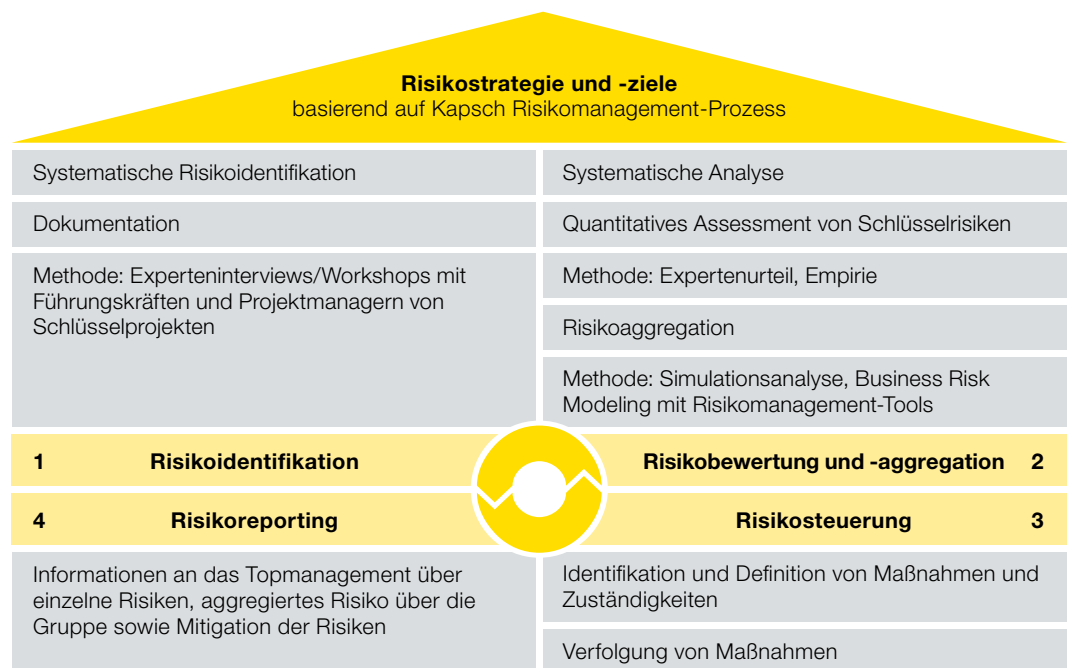 Risikostrategie und -ziele
basierend auf Kapsch Risikomanagement-Prozess
Systematische Risikoidentifikation
Dokumentation
Methode: Experteninterviews/Workshops mit
Führungskräften und Projektmanagern von
Schlüsselprojekten
Systematische Analyse
Quantitatives Assessment von Schlüsselrisiken
Methode: Expertenurteil, Empirie
Risikoaggregation
Methode: Simulationsanalyse, Business Risk
Modeling mit Risikomanagement-Tools
1 Risikoidentifikation
Risikobewertung und -aggregation 2
4 Risikoreporting
Risikosteuerung 3
Informationen an das Topmanagement über
einzelne Risiken, aggregiertes Risiko über die
Gruppe sowie Mitigation der Risiken
Identifikation und Definition von Maßnahmen und
Zuständigkeiten
Verfolgung von Maßnahmen